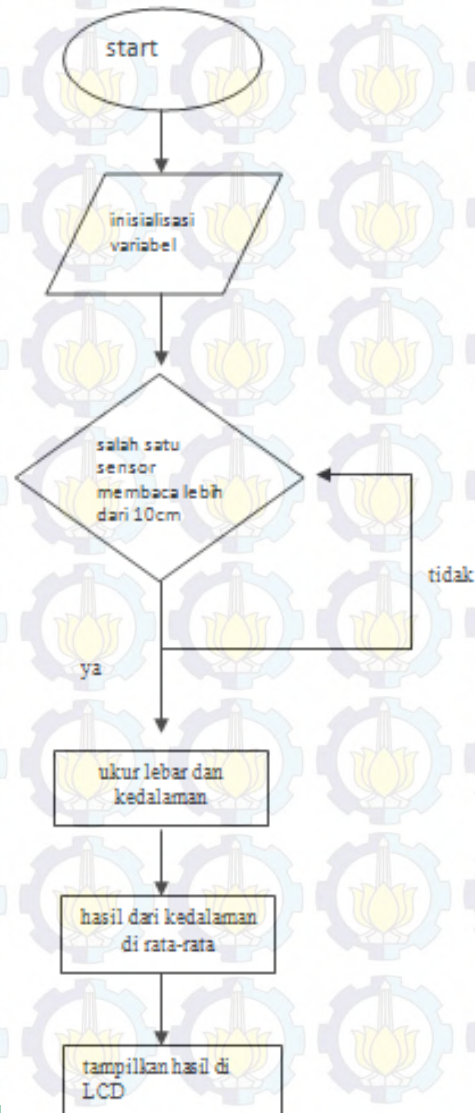 start
inisialisasi
variabel
salah satu
sensor
membaca lebih
dari 10cm
tidak
ya
ukur lebar dan
kedalaman
hasil dari kedalaman
di rata-rata
tampilkan hasil di
LCD